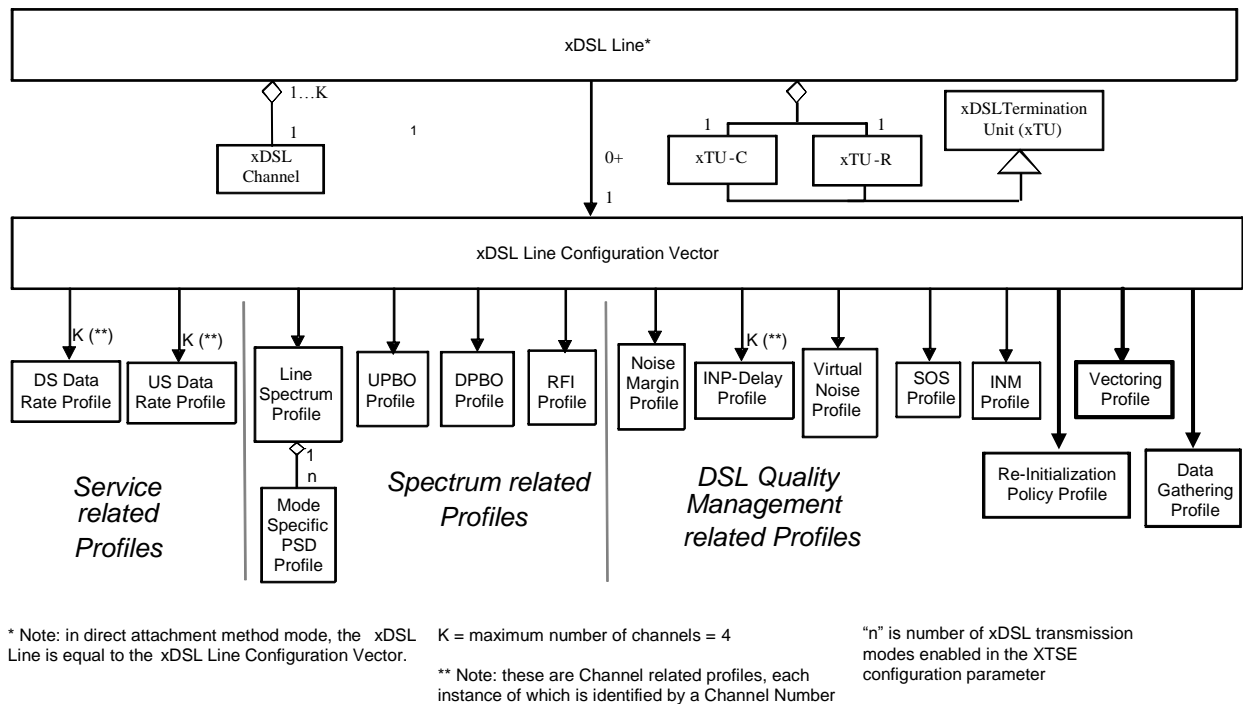 xDSL Line*
1…K
1
xDSL
Channel
1
0+
1
1
1
xTU-C
xTU-R
xDSLTermination
Unit (xTU)
xDSL Line Configuration Vector
K (**)
K (**)
K (**)
DS Data
Rate Profile
US Data
Rate Profile
Line
Spectrum
Profile
UPBO
Profile
DPBO
Profile
RFI
Profile
Noise
Margin
Profile
INP-Delay
Profile
Virtual
Noise
Profile
SOS
Profile
INM
Profile
Vectoring
Profile
1
n
Mode
Specific
PSD
Profile
Re-Initialization
Policy Profile
Data
Gathering
Profile
Service
related
Profiles
Spectrum related
Profiles
DSL Quality
Management
related Profiles
* Note: in direct attachment method mode, the xDSL
Line is equal to the xDSL Line Configuration Vector.
K = maximum number of channels = 4
** Note: these are Channel related profiles, each
instance of which is identified by a Channel Number
“n” is number of xDSL transmission
modes enabled in the XTSE
configuration parameter